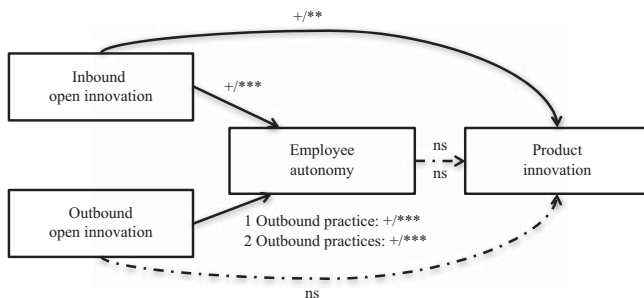 +/**
Inbound
open innovation
+/***
Employee
autonomy
ns
ns
Product
innovation
Outbound
open innovation
1 Outbound practice: +/***
2 Outbound practices: +/***
ns